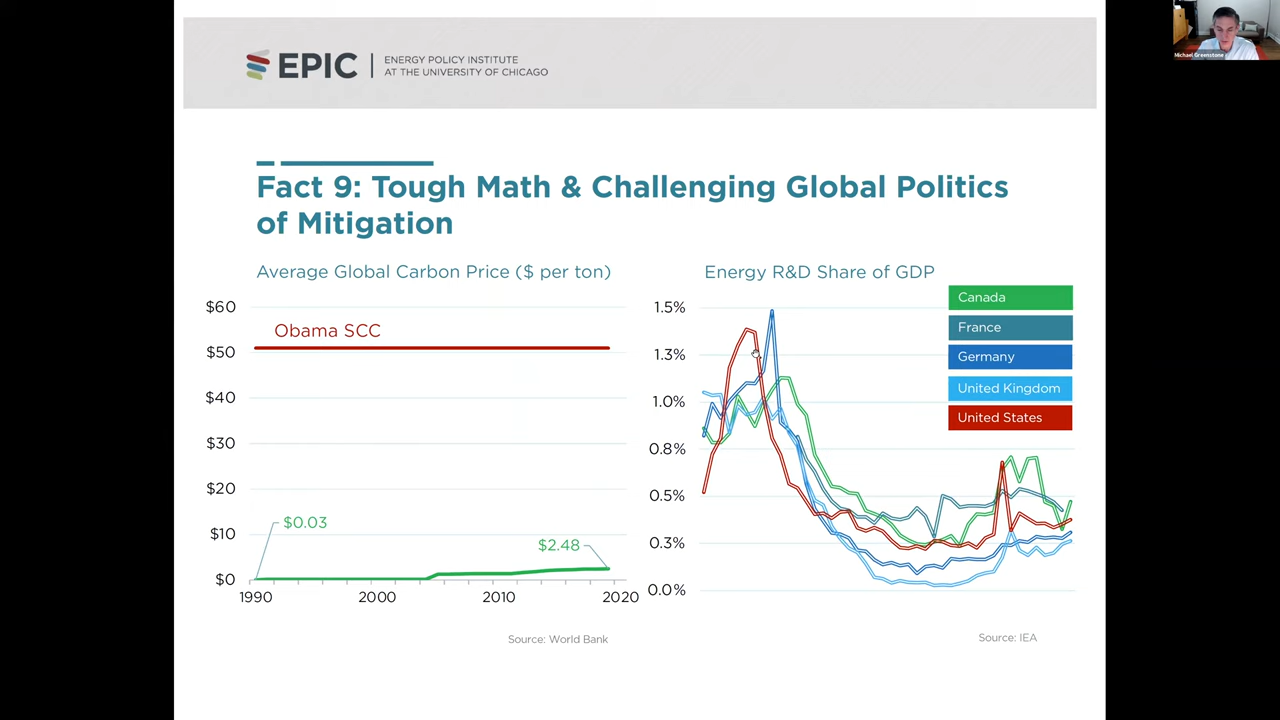 EPIC
ENERGY POLICY INSTITUTE
AT THE UNIVERSITY OF CHICAGO
Michael Greenstone
Fact 9: Tough Math & Challenging Global Politics
of Mitigation
Average Global Carbon Price ($ per ton)
$60
$50
$40
$30
$20
$10
$0
Obama SCC
$0.03
$2.48
1990
2000
2010
2020
Source: World Bank
Energy R&D Share of GDP
1.5%
1.3%
1.0%
0.8%
0.5%
0.3%
0.0%
Canada
France
Germany
United Kingdom
United States
Source: IEA